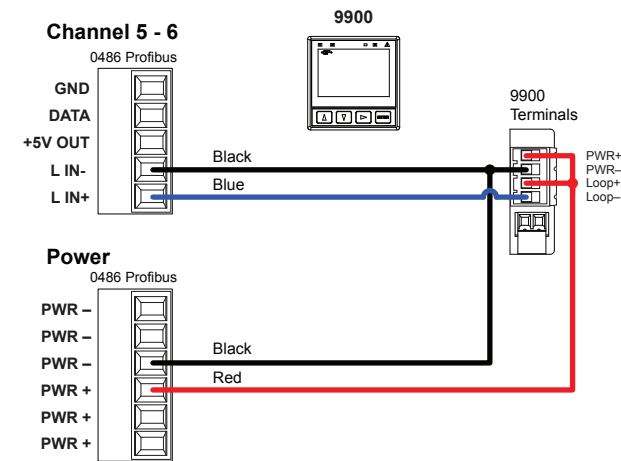 9900
Channel 5 - 6
0486 Profibus
GND
DATA
+5V OUT
L IN-
L IN+
Black
Blue
9900
Terminals
PWR+
PWR–
Loop+
Loop–
Power
0486 Profibus
PWR –
PWR –
PWR –
PWR +
PWR +
PWR +
Black
Red